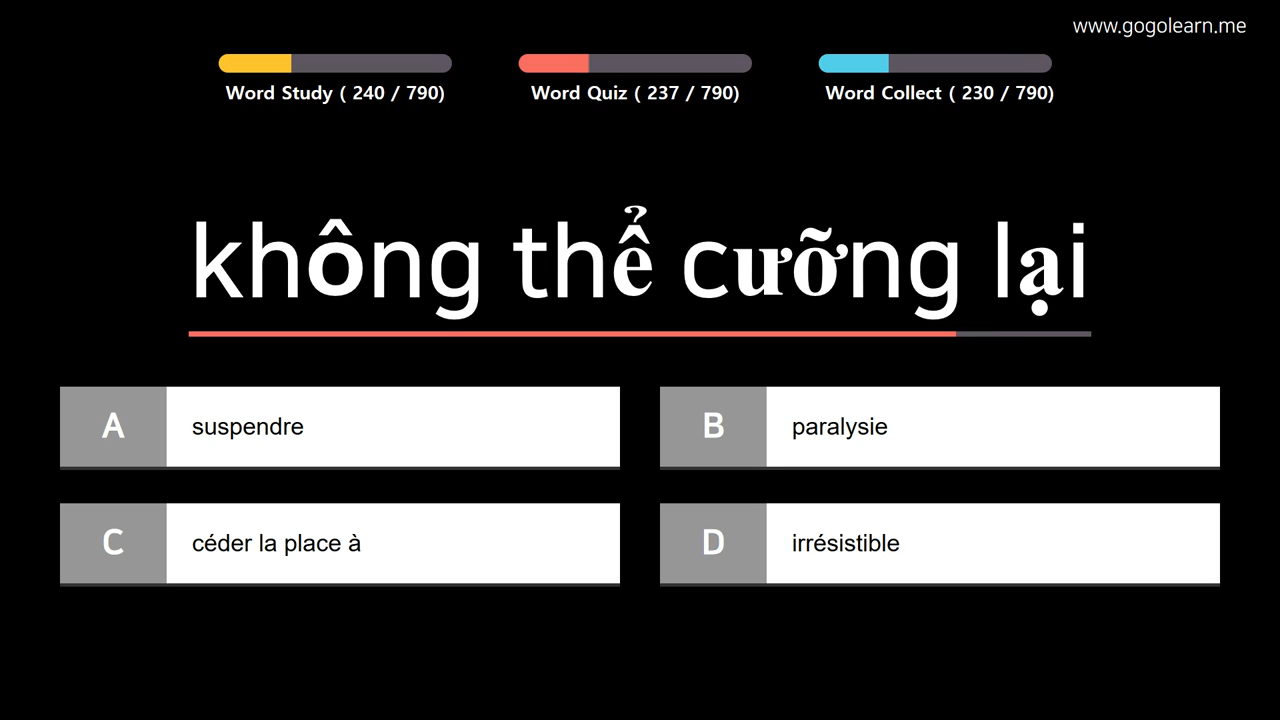 www.gogolearn.me
Word Study ( 240 / 790)
Word Quiz ( 237 / 790)
Word Collect ( 230 / 790)
không thể cưỡng lại
A suspendre
B paralysie
C céder la place à
D irrésistible